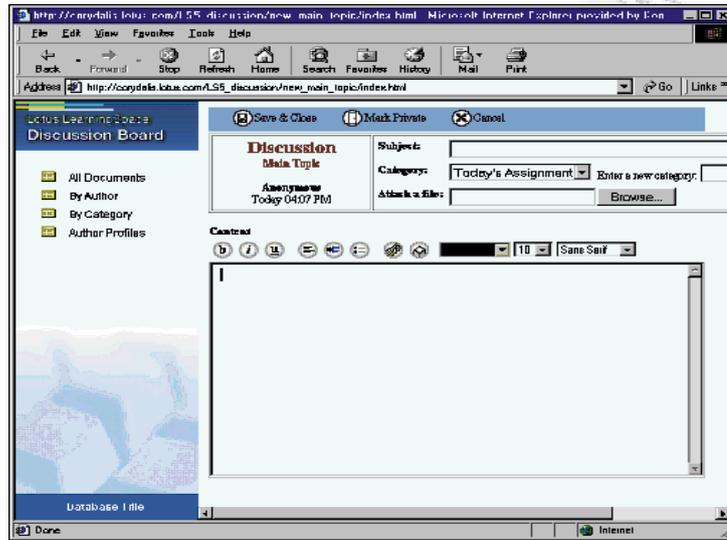 http://corydalis.lotus.com/LS5_discussion/new_main_topic/index.html - Microsoft Internet Explorer provided by
File Edit View Favorites Tools Help
Back Forward Stop Refresh Home Search Favorites History Mail Print
Address http://corydalis.lotus.com/LS5_discussion/new_main_topic/index.html Go Links
Lotus LearningSpace
Discussion Board
All Documents
By Author
By Category
Author Profiles
Save & Close Mark Private Cancel
Discussion
Main Topic
Anonymous
Today 04:07 PM
Subject:
Category: Today's Assignment Enter a new category:
Attach a file: Browse...
Content
b i u 10 Sans Serif
Database Title
Done Internet